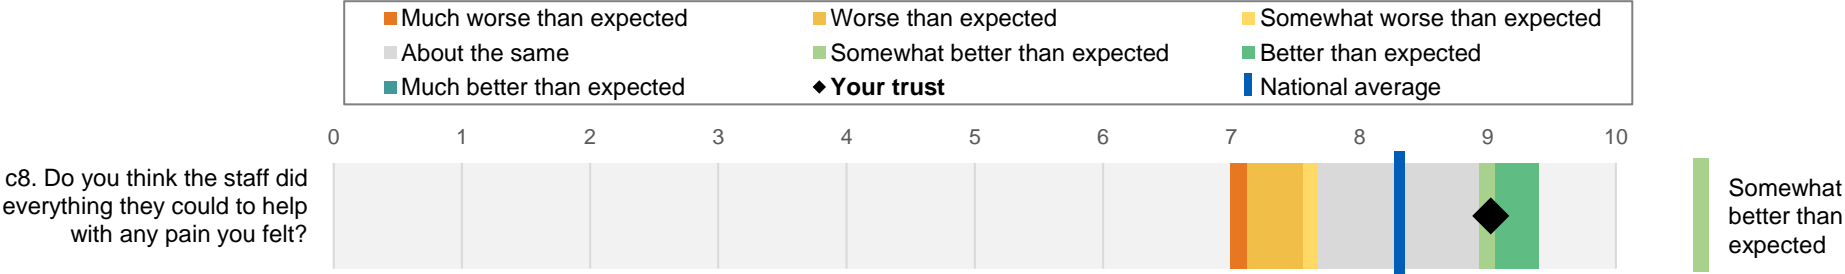 Much worse than expected Worse than expected Somewhat worse than expected
About the same Somewhat better than expected Better than expected
Much better than expected Your trust National average
0 1 2 3 4 5 6 7 8 9 10
c8. Do you think the staff did
everything they could to help
with any pain you felt?
Somewhat
better than
expected